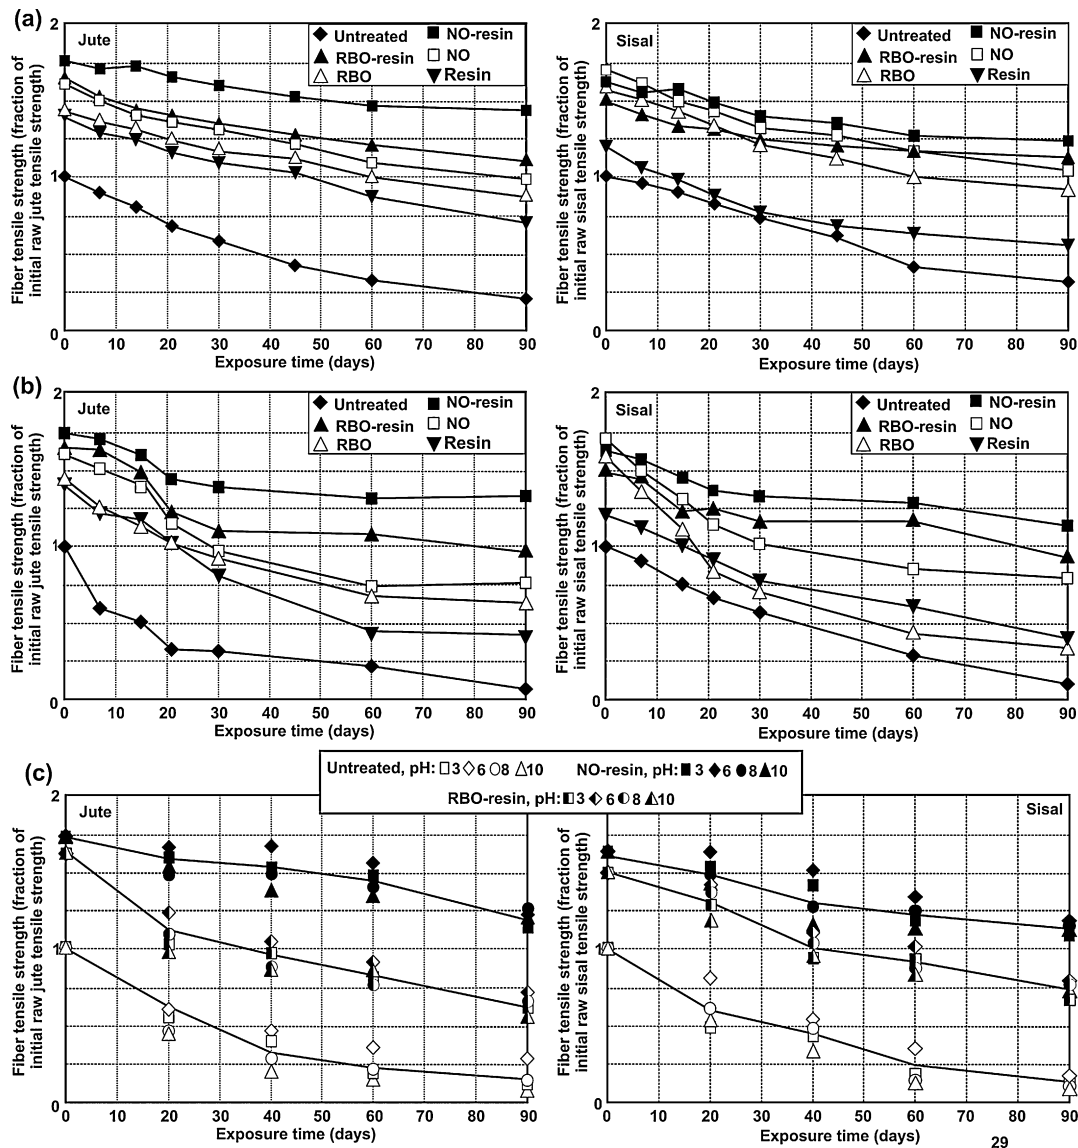 (a)
2
Jute
Untreated
NO-resin
RBO-resin
NO
RBO
Resin
Fiber tensile strength (fraction of
initial raw jute tensile strength)
1
1
0 10 20 30 40 50 60 70 80 90
Exposure time (days)
2
Sisal
Untreated
NO-resin
RBO-resin
NO
RBO
Resin
Fiber tensile strength (fraction of
initial raw sisal tensile strength)
1
1
0 10 20 30 40 50 60 70 80 90
Exposure time (days)
(b)
2
Jute
Untreated
NO-resin
RBO-resin
NO
RBO
Resin
Fiber tensile strength (fraction of
initial raw jute tensile strength)
1
0
0 10 20 30 40 50 60 70 80 90
Exposure time (days)
2
Sisal
Untreated
NO-resin
RBO-resin
NO
RBO
Resin
Fiber tensile strength (fraction of
initial raw sisal tensile strength)
1
1
0 10 20 30 40 50 60 70 80 90
Exposure time (days)
(c)
Untreated, pH: 3 6 8 10 NO-resin, pH: 3 6 8 10
RBO-resin, pH: 3 6 8 10
2
Jute
Fiber tensile strength (fraction of
initial raw jute tensile strength)
1
0
0 10 20 30 40 50 60 70 80 90
Exposure time (days)
2
Sisal
Fiber tensile strength (fraction of
initial raw sisal tensile strength)
1
1
0 10 20 30 40 50 60 70 80 90
Exposure time (days)
29